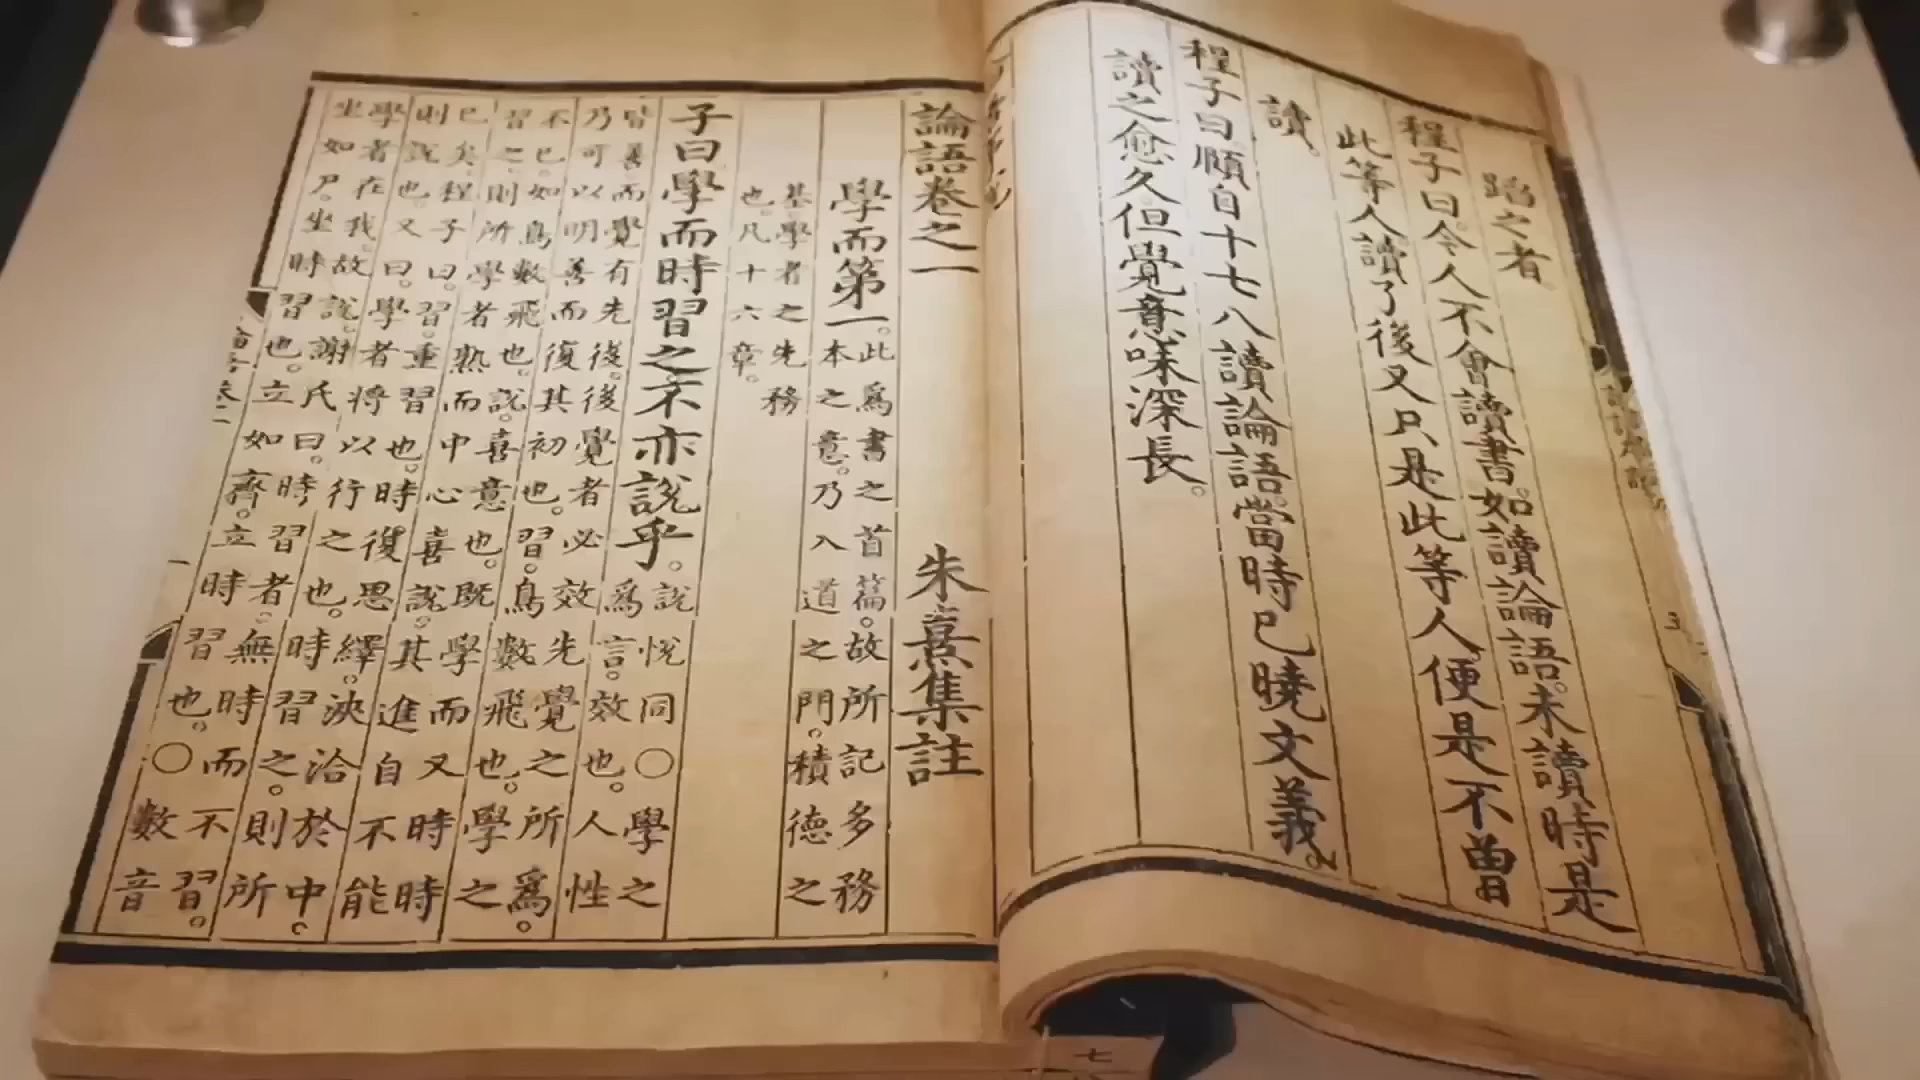 蹈之者
程子曰今人不會讀書。如讀論語。未讀時是
此等人讀了後又只是此等人。便是不曾
讀。
程子曰。頤自十七八讀論語。當時已曉文義。
讀之愈久。但覺意味深長。
論語卷之一
朱熹集註
學而第一。此爲書之首篇。故所記多務
本之意。乃入道之門。積德之
基。學者之先務
也。凡十六章。
子曰學而時習之。不亦說乎。說悅同〇學之
爲言。效也。人性
皆善。而覺有先後。後覺者必效先覺之所爲。
乃可以明善而復其初也。習。鳥數飛也。學之
不已。如鳥數飛也。說。喜意也。既學而又時時
習之。則所學者熟而中心喜說。其進自不能
已矣。程子曰。習。重習也。時復思繹。浹洽於中。
則說也。又曰。學者將以行之也。時習之。則所
學者在我。故說。謝氏曰。時習者。無時而不習。
坐如尸。坐時習也。立如齊。立時習也。〇數音